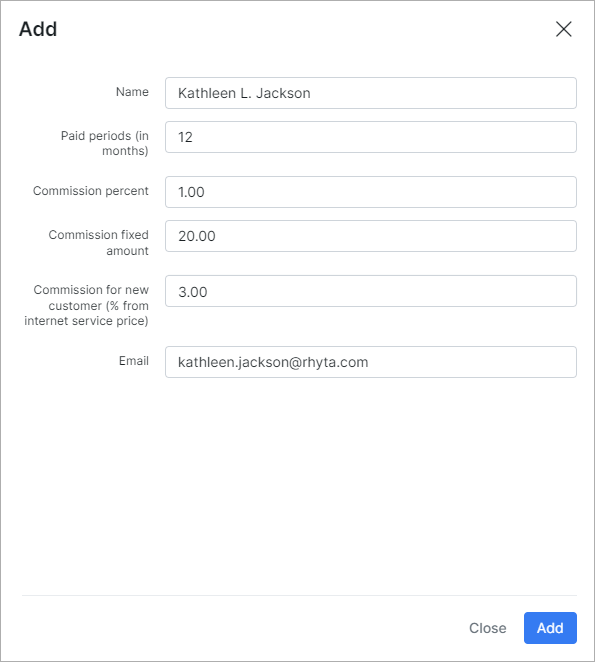 Add
Name
Kathleen L. Jackson
Paid periods (in
months)
12
Commission percent
1.00
Commission fixed
amount
20.00
Commission for new
customer (% from
internet service price)
3.00
Email
kathleen.jackson@rhyta.com
Close
Add